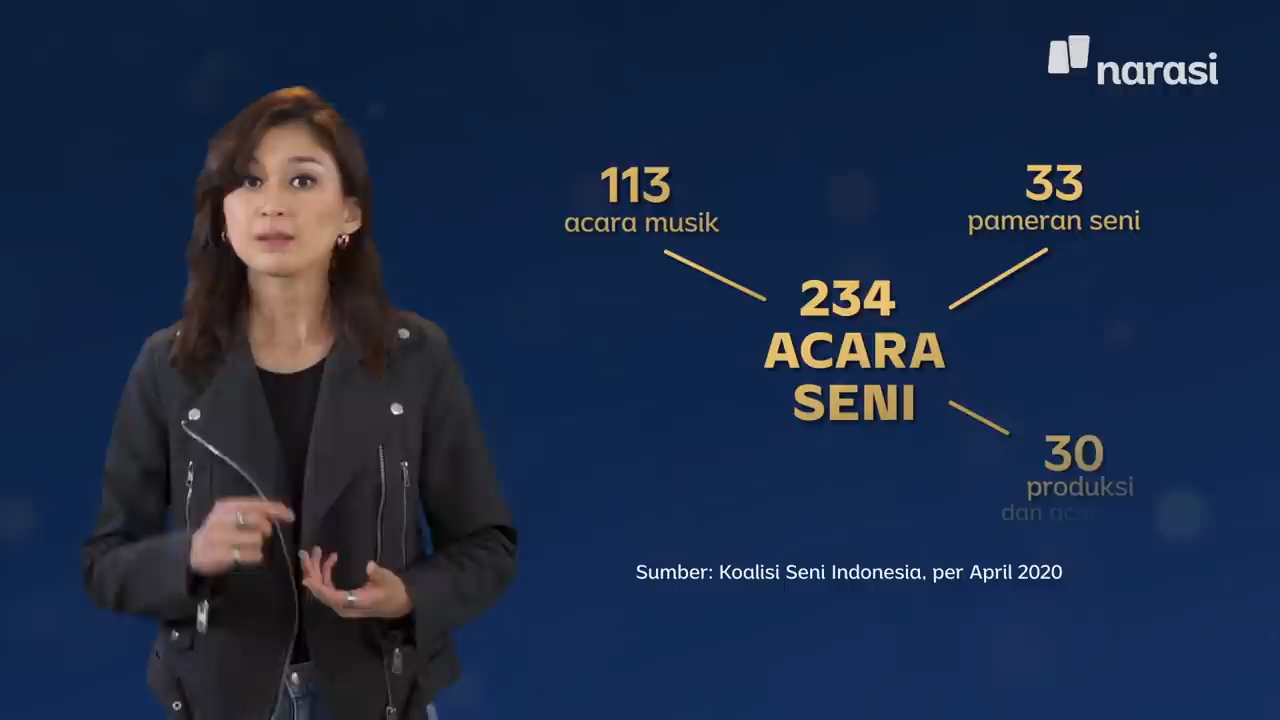 narasi
113
acara musik
33
pameran seni
234
ACARA
SENI
30
produksi
dan
Sumber: Koalisi Seni Indonesia, per April 2020